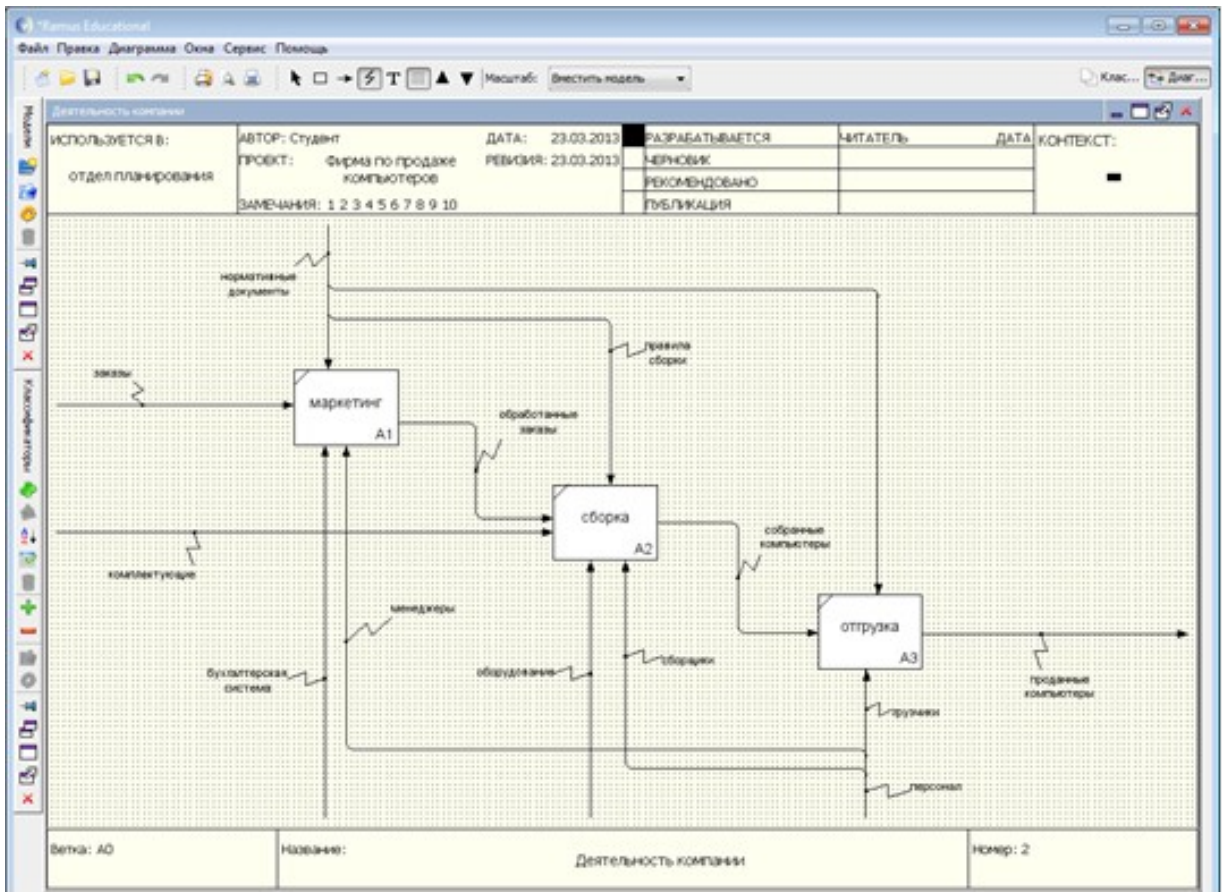 *Ramus Educational
Файл Правка Диаграмма Окна Сервис Помощь
Масштаб: Вместить модель
Клас... Диаг...
Модели
Классификаторы
Деятельность компании
ИСПОЛЬЗУЕТСЯ В:
отдел планирования
АВТОР: Студент
ДАТА: 23.03.2013
ПРОЕКТ: Фирма по продаже
компьютеров
РЕВИЗИЯ: 23.03.2013
ЗАМЕЧАНИЯ: 1 2 3 4 5 6 7 8 9 10
РАЗРАБАТЫВАЕТСЯ
ЧЕРНОВИК
РЕКОМЕНДОВАНО
ПУБЛИКАЦИЯ
ЧИТАТЕЛЬ ДАТА
КОНТЕКСТ:
нормативные
документы
правила
сборки
заказы
маркетинг
A1
обработанные
заказы
сборка
A2
собранные
компьютеры
комплектующие
менеджеры
отгрузка
A3
бухгалтерская
система
оборудование
сборщики
проданные
компьютеры
грузчики
персонал
Ветка: A0
Название:
Деятельность компании
Номер: 2